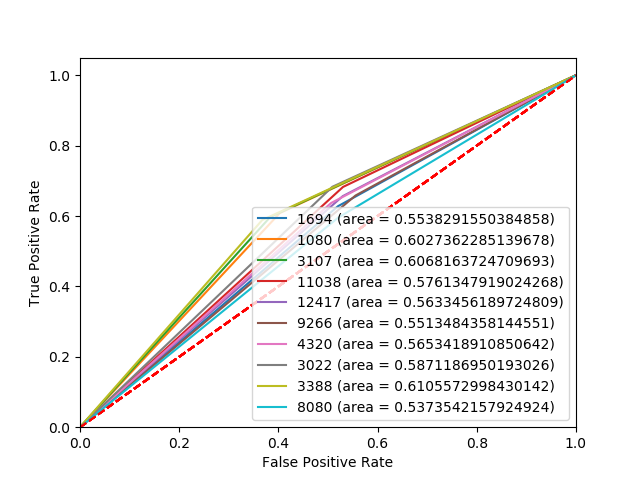 1.0
0.8
0.6
0.4
0.2
0.0
True Positive Rate
1694 (area = 0.5538291550384858)
1080 (area = 0.6027362285139678)
3107 (area = 0.6068163724709693)
11038 (area = 0.5761347919024268)
12417 (area = 0.5633456189724809)
9266 (area = 0.5513484358144551)
4320 (area = 0.5653418910850642)
3022 (area = 0.5871186950193026)
3388 (area = 0.6105572998430142)
8080 (area = 0.5373542157924924)
0.0 0.2 0.4 0.6 0.8 1.0
False Positive Rate